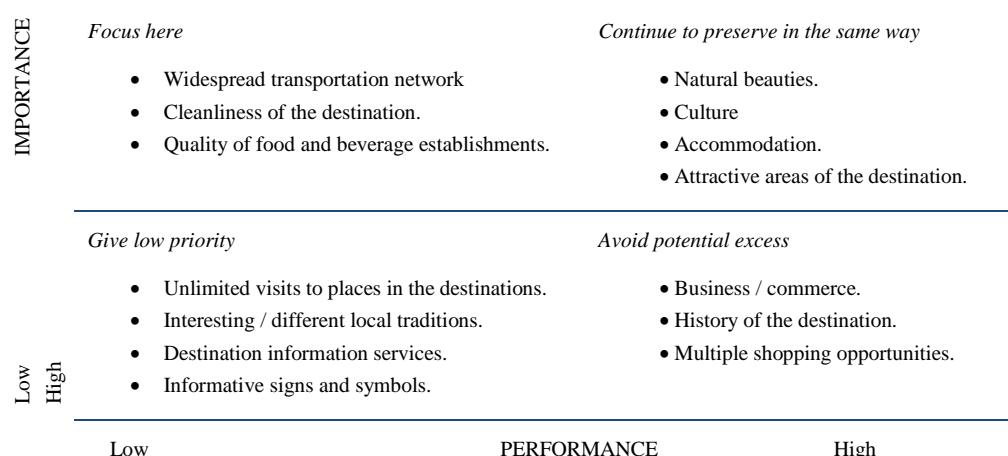 IMPORTANCE
Low
High
Focus here
• Widespread transportation network
• Cleanliness of the destination.
• Quality of food and beverage establishments.
Continue to preserve in the same way
• Natural beauties.
• Culture
• Accommodation.
• Attractive areas of the destination.
Give low priority
• Unlimited visits to places in the destinations.
• Interesting / different local traditions.
• Destination information services.
• Informative signs and symbols.
Avoid potential excess
• Business / commerce.
• History of the destination.
• Multiple shopping opportunities.
Low PERFORMANCE High